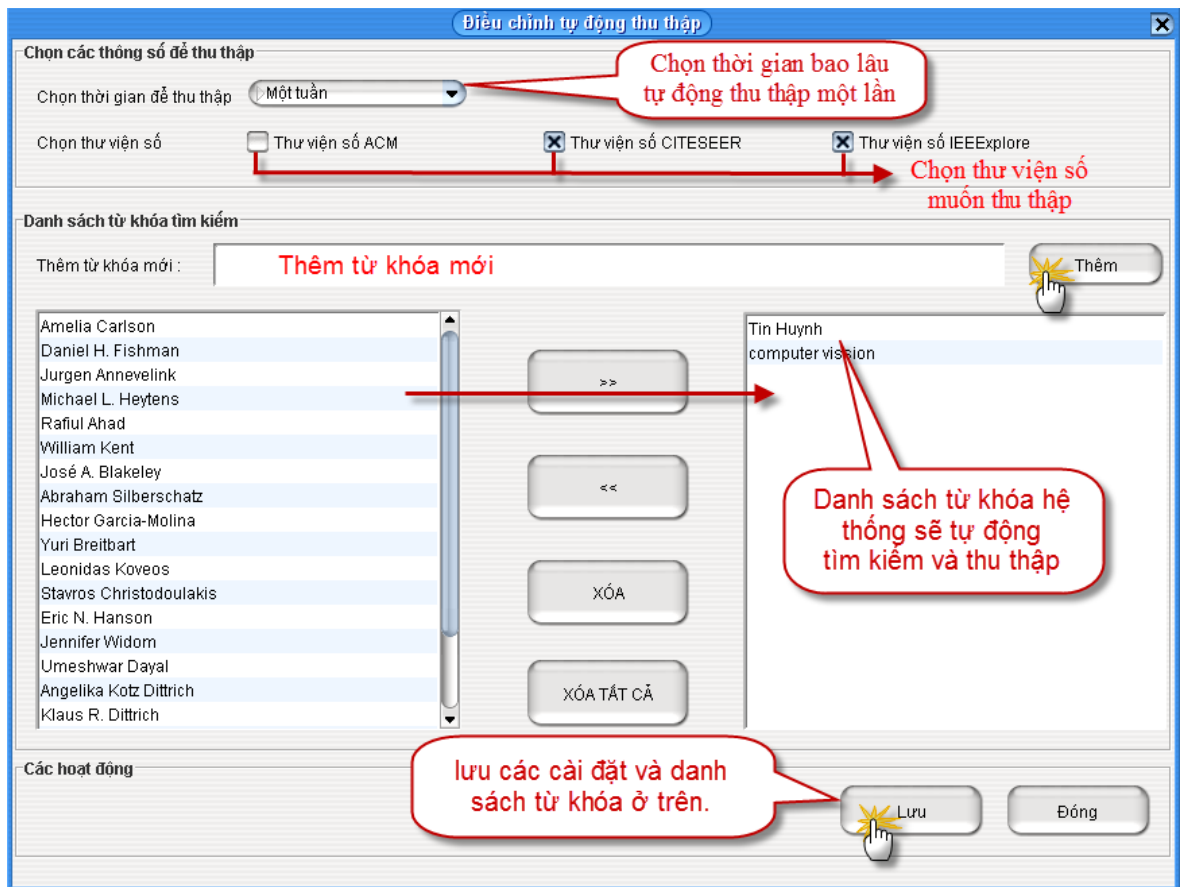 Điều chỉnh tự động thu thập
Chọn các thông số để thu thập
Chọn thời gian để thu thập
Một tuần
Chọn thời gian bao lâu
tự động thu thập một lần
Chọn thư viện số
Thư viện số ACM
Thư viện số CITESEER
Thư viện số IEEExplore
Chọn thư viện số
muốn thu thập
Danh sách từ khóa tìm kiếm
Thêm từ khóa mới :
Thêm từ khóa mới
Thêm
Amelia Carlson
Daniel H. Fishman
Jurgen Annevelink
Michael L. Heytens
Rafiul Ahad
William Kent
José A. Blakeley
Abraham Silberschatz
Hector Garcia-Molina
Yuri Breitbart
Leonidas Koveos
Stavros Christodoulakis
Eric N. Hanson
Jennifer Widom
Umeshwar Dayal
Angelika Kotz Dittrich
Klaus R. Dittrich
>>
<<
XÓA
XÓA TẤT CẢ
Tin Huynh
computer vission
Danh sách từ khóa hệ
thống sẽ tự động
tìm kiếm và thu thập
Các hoạt động
lưu các cài đặt và danh
sách từ khóa ở trên.
Lưu
Đóng